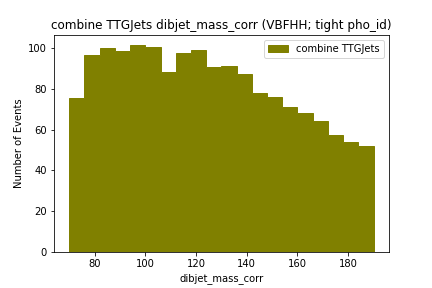 combine TTGJets dibjet_mass_corr (VBFHH; tight pho_id)
combine TTGJets
100
80
60
40
20
0
Number of Events
80 100 120 140 160 180
dibjet_mass_corr